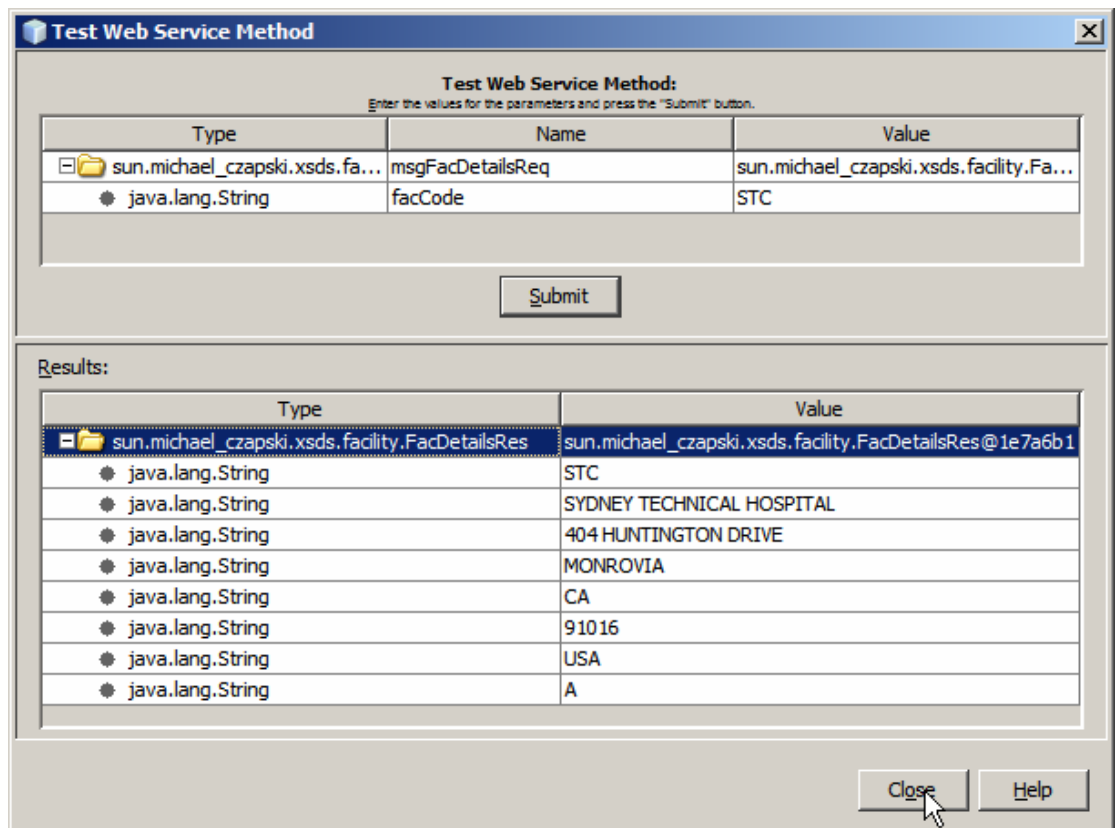 Test Web Service Method
Test Web Service Method:
Enter the values for the parameters and press the "Submit" button.
Type Name Value
sun.michael_czapski.xsds.fa... msgFacDetailsReq sun.michael_czapski.xsds.facility.Fa...
java.lang.String facCode STC
Submit
Results:
Type Value
sun.michael_czapski.xsds.facility.FacDetailsRes sun.michael_czapski.xsds.facility.FacDetailsRes@1e7a6b1
java.lang.String STC
java.lang.String SYDNEY TECHNICAL HOSPITAL
java.lang.String 404 HUNTINGTON DRIVE
java.lang.String MONROVIA
java.lang.String CA
java.lang.String 91016
java.lang.String USA
java.lang.String A
Close Help